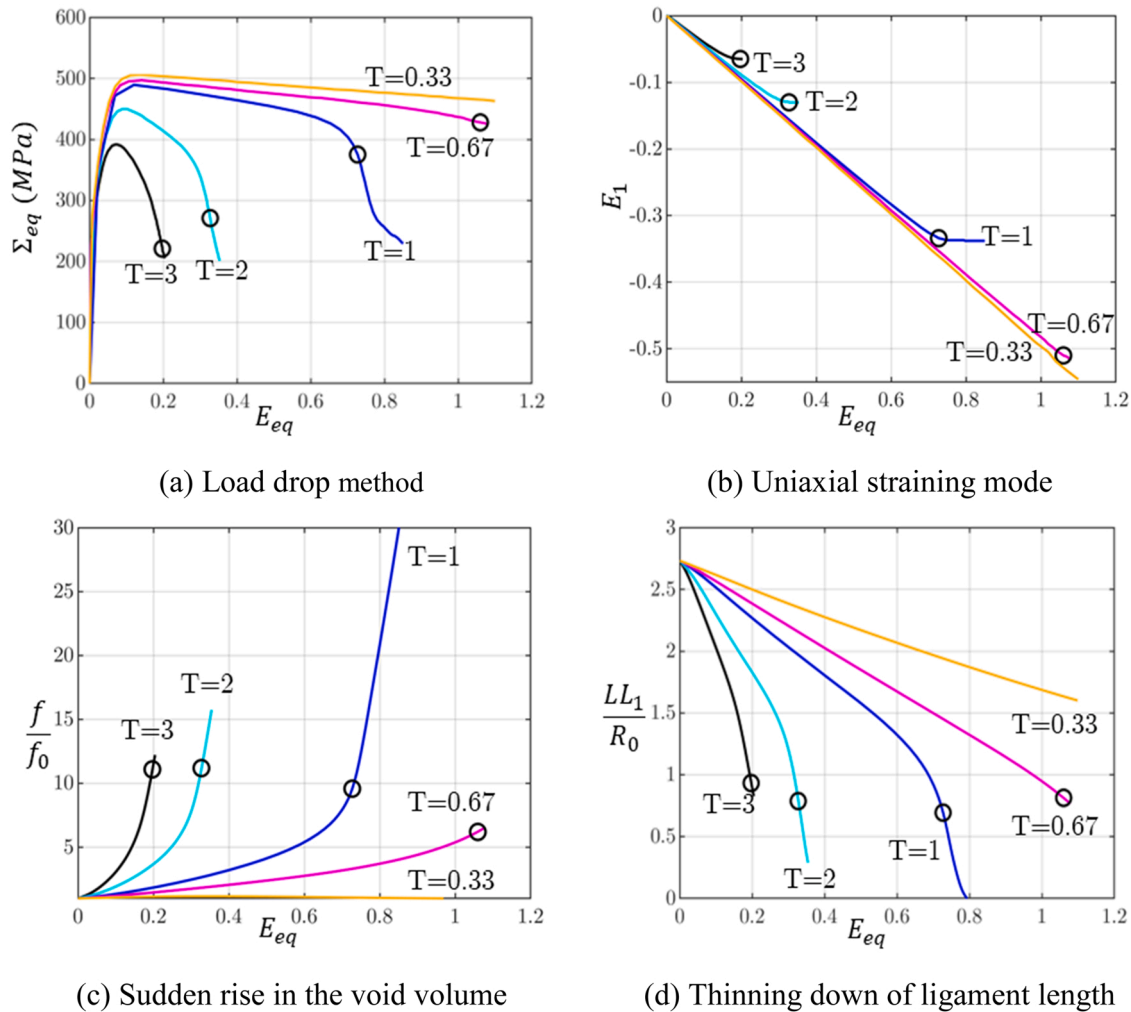 600
500
400
300
200
100
0
Σeq (MPa)
T=0.33
T=0.67
T=1
T=3
T=2
0 0.2 0.4 0.6 0.8 1 1.2
Eeq
(a) Load drop method
0
-0.1
-0.2
-0.3
-0.4
-0.5
E1
T=3
T=2
T=1
T=0.67
T=0.33
0 0.2 0.4 0.6 0.8 1 1.2
Eeq
(b) Uniaxial straining mode
30
25
20
15
10
5
f
f0
T=1
T=2
T=3
T=0.67
T=0.33
0 0.2 0.4 0.6 0.8 1 1.2
Eeq
(c) Sudden rise in the void volume
3
2.5
2
1.5
1
0.5
0
LL1
R0
T=0.33
T=3
T=0.67
T=1
T=2
0 0.2 0.4 0.6 0.8 1 1.2
Eeq
(d) Thinning down of ligament length